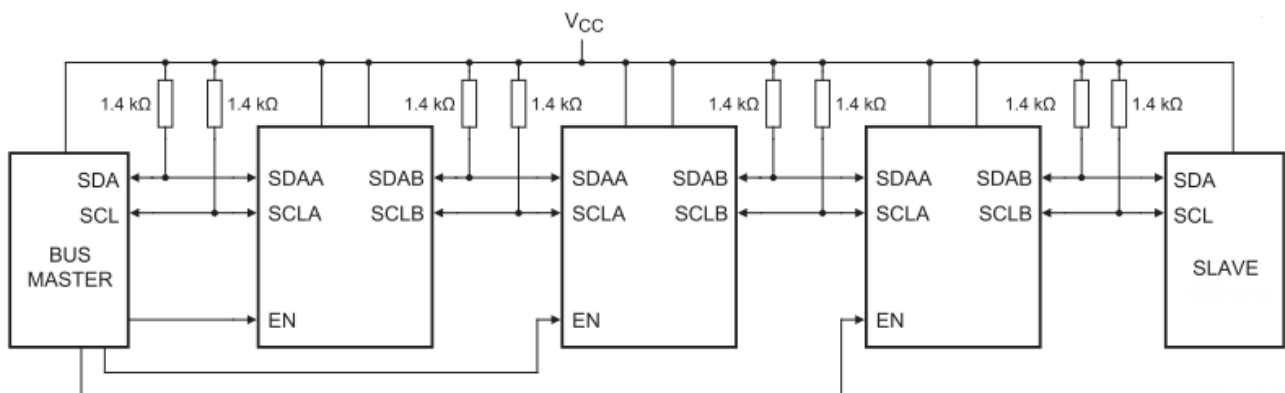 VCC
1.4 kΩ 1.4 kΩ 1.4 kΩ 1.4 kΩ 1.4 kΩ 1.4 kΩ 1.4 kΩ 1.4 kΩ
SDA SDAA SDAB SDAA SDAB SDAA SDAB SDA
SCL SCLA SCLB SCLA SCLB SCLA SCLB SCL
BUS
MASTER
SLAVE
EN EN EN